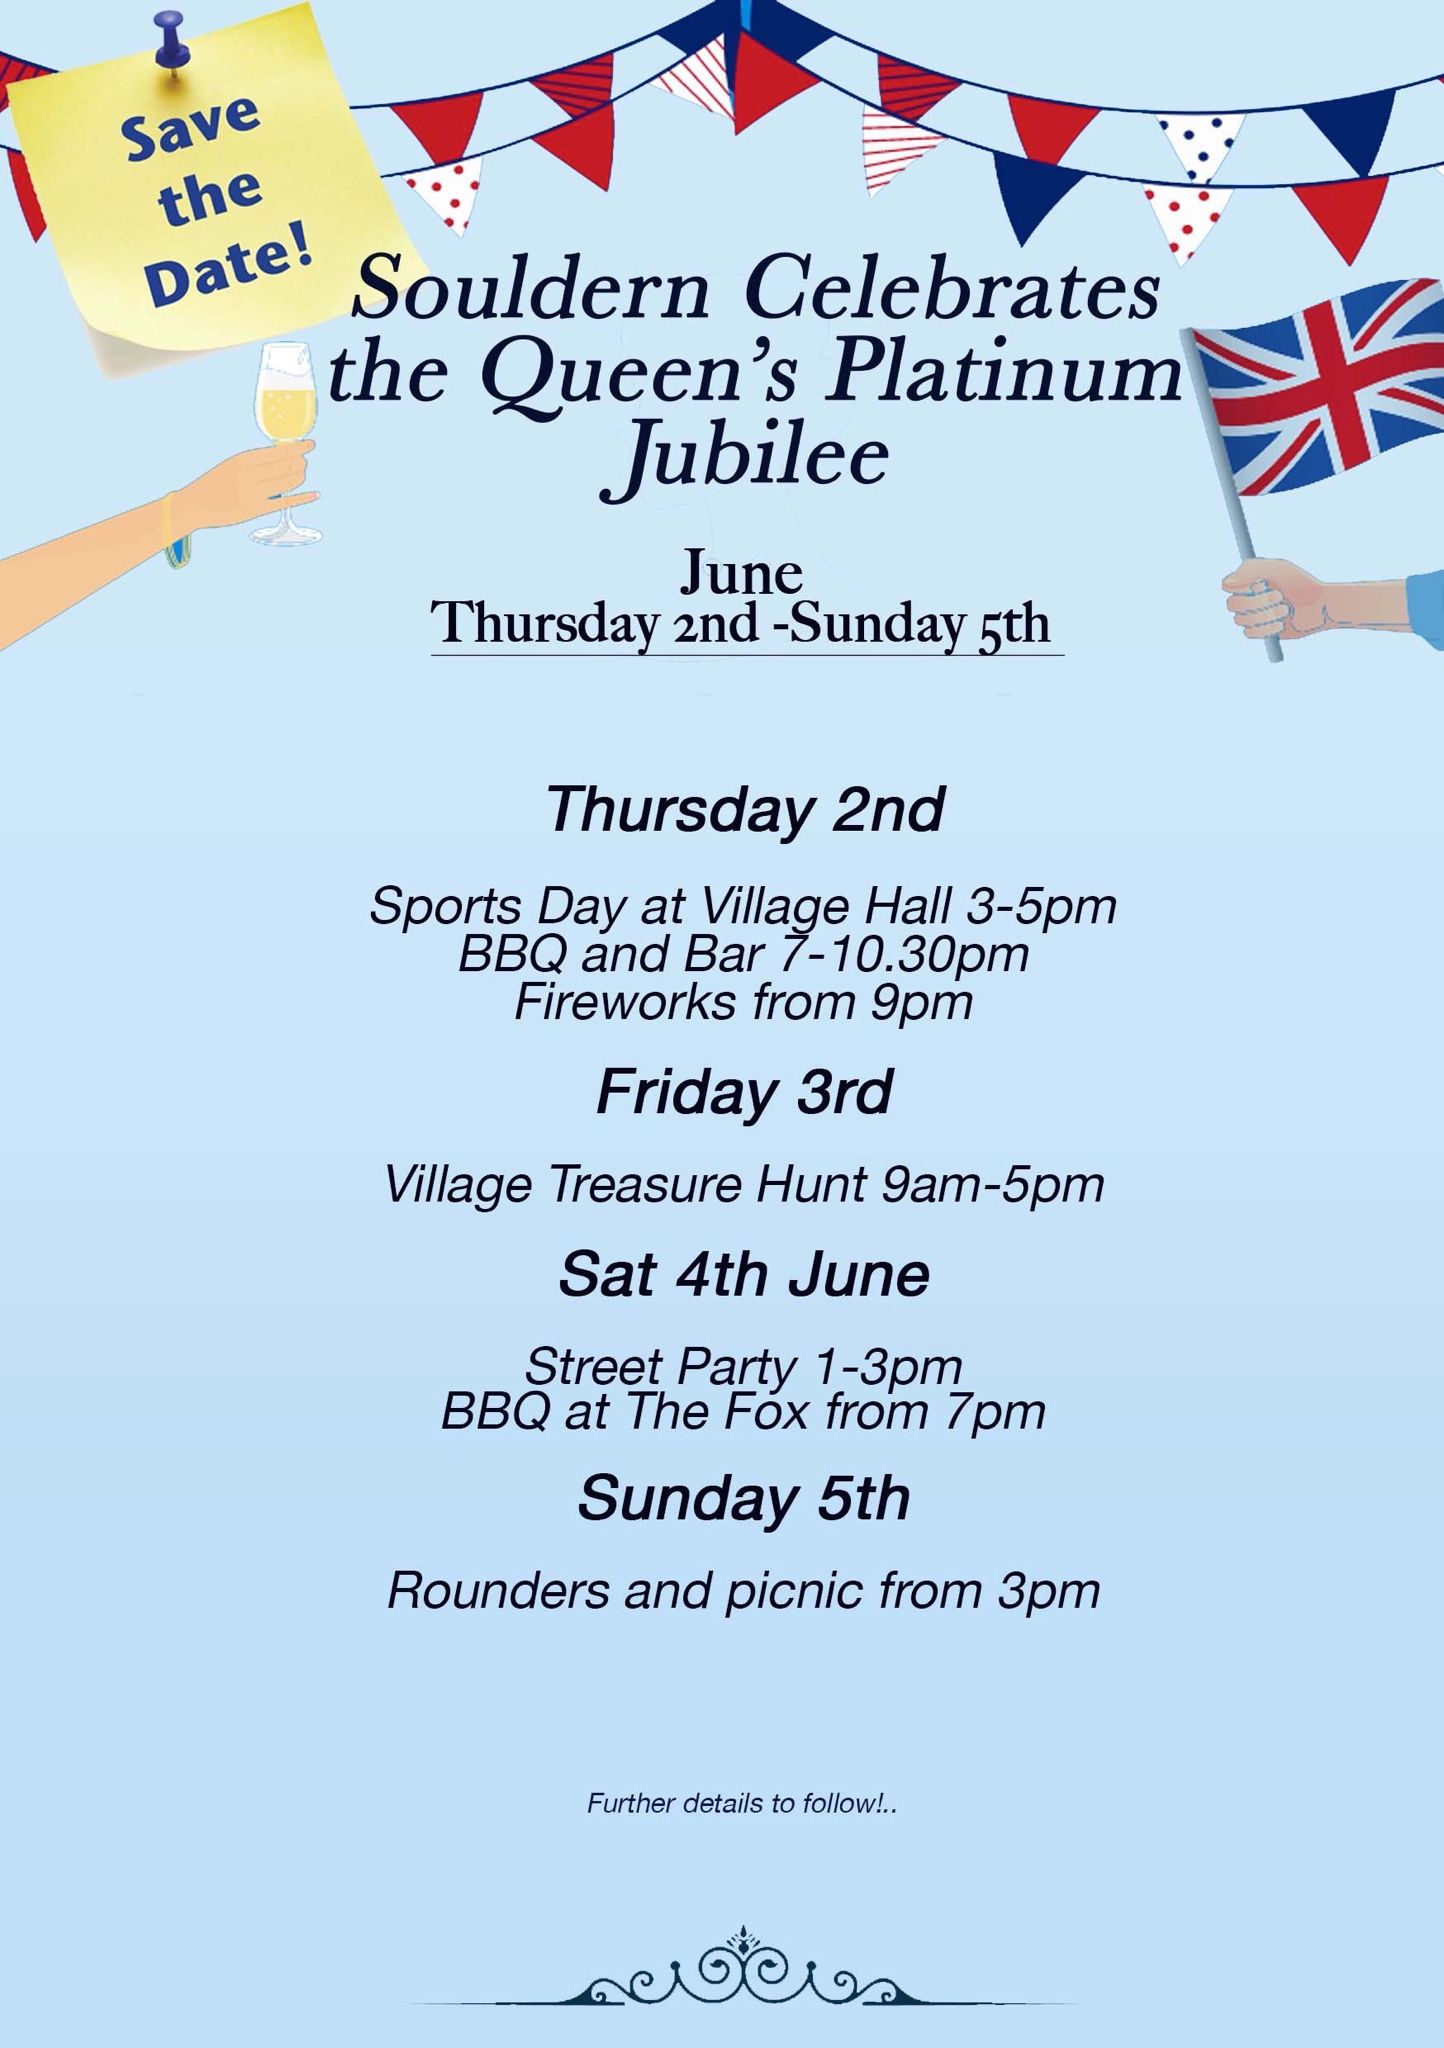 Save
the
Date!
Souldern Celebrates
the Queen's Platinum
Jubilee
June
Thursday 2nd -Sunday 5th
Thursday 2nd
Sports Day at Village Hall 3-5pm
BBQ and Bar 7-10.30pm
Fireworks from 9pm
Friday 3rd
Village Treasure Hunt 9am-5pm
Sat 4th June
Street Party 1-3pm
BBQ at The Fox from 7pm
Sunday 5th
Rounders and picnic from 3pm
Further details to follow!..